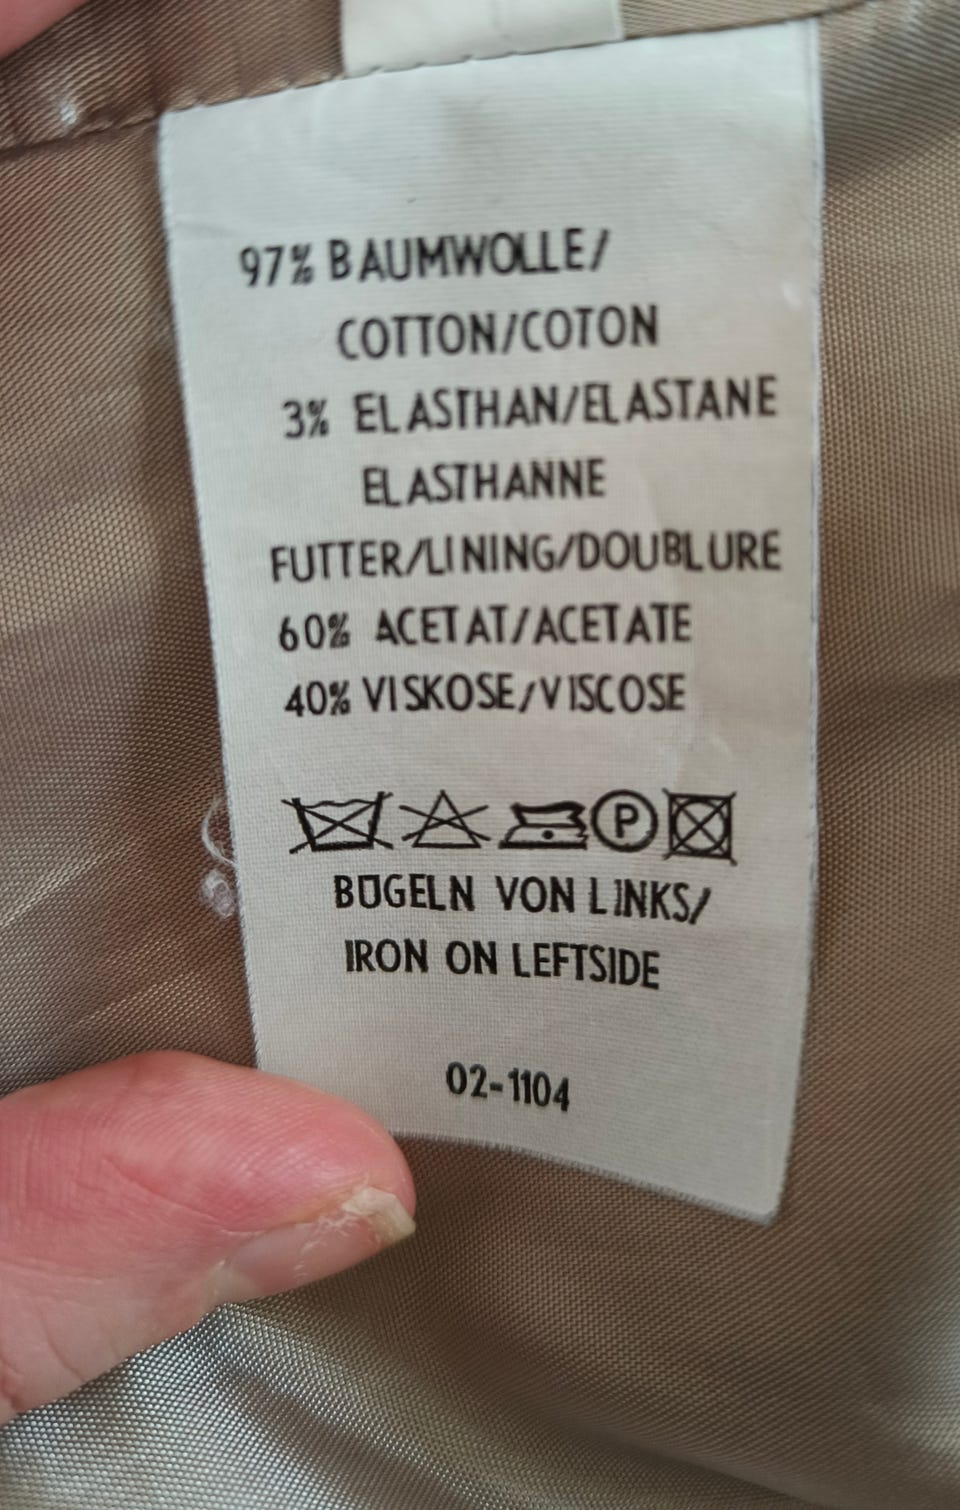 97% BAUMWOLLE/
COTTON/COTON
3% ELASTHAN/ELASTANE
ELASTHANNE
FUTTER/LINING/DOUBLURE
60% ACETAT/ACETATE
40% VISKOSE/VISCOSE
P
BÜGELN VON LINKS/
IRON ON LEFTSIDE
02-1104